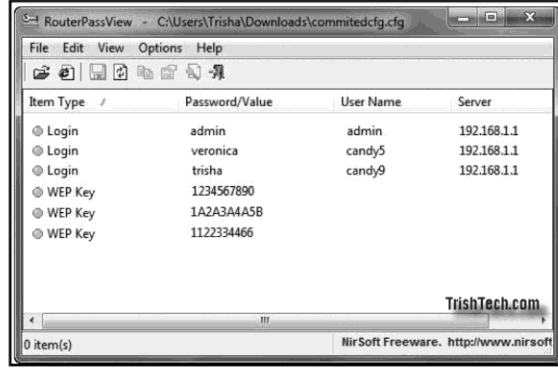 RouterPassView - C:\Users\Trisha\Downloads\commitedcfg.cfg
File Edit View Options Help
Item Type / Password/Value User Name Server
Login admin admin 192.168.1.1
Login veronica candy5 192.168.1.1
Login trisha candy9 192.168.1.1
WEP Key 1234567890
WEP Key 1A2A3A4A5B
WEP Key 1122334466
TrishTech.com
0 item(s) NirSoft Freeware. http://www.nirsoft